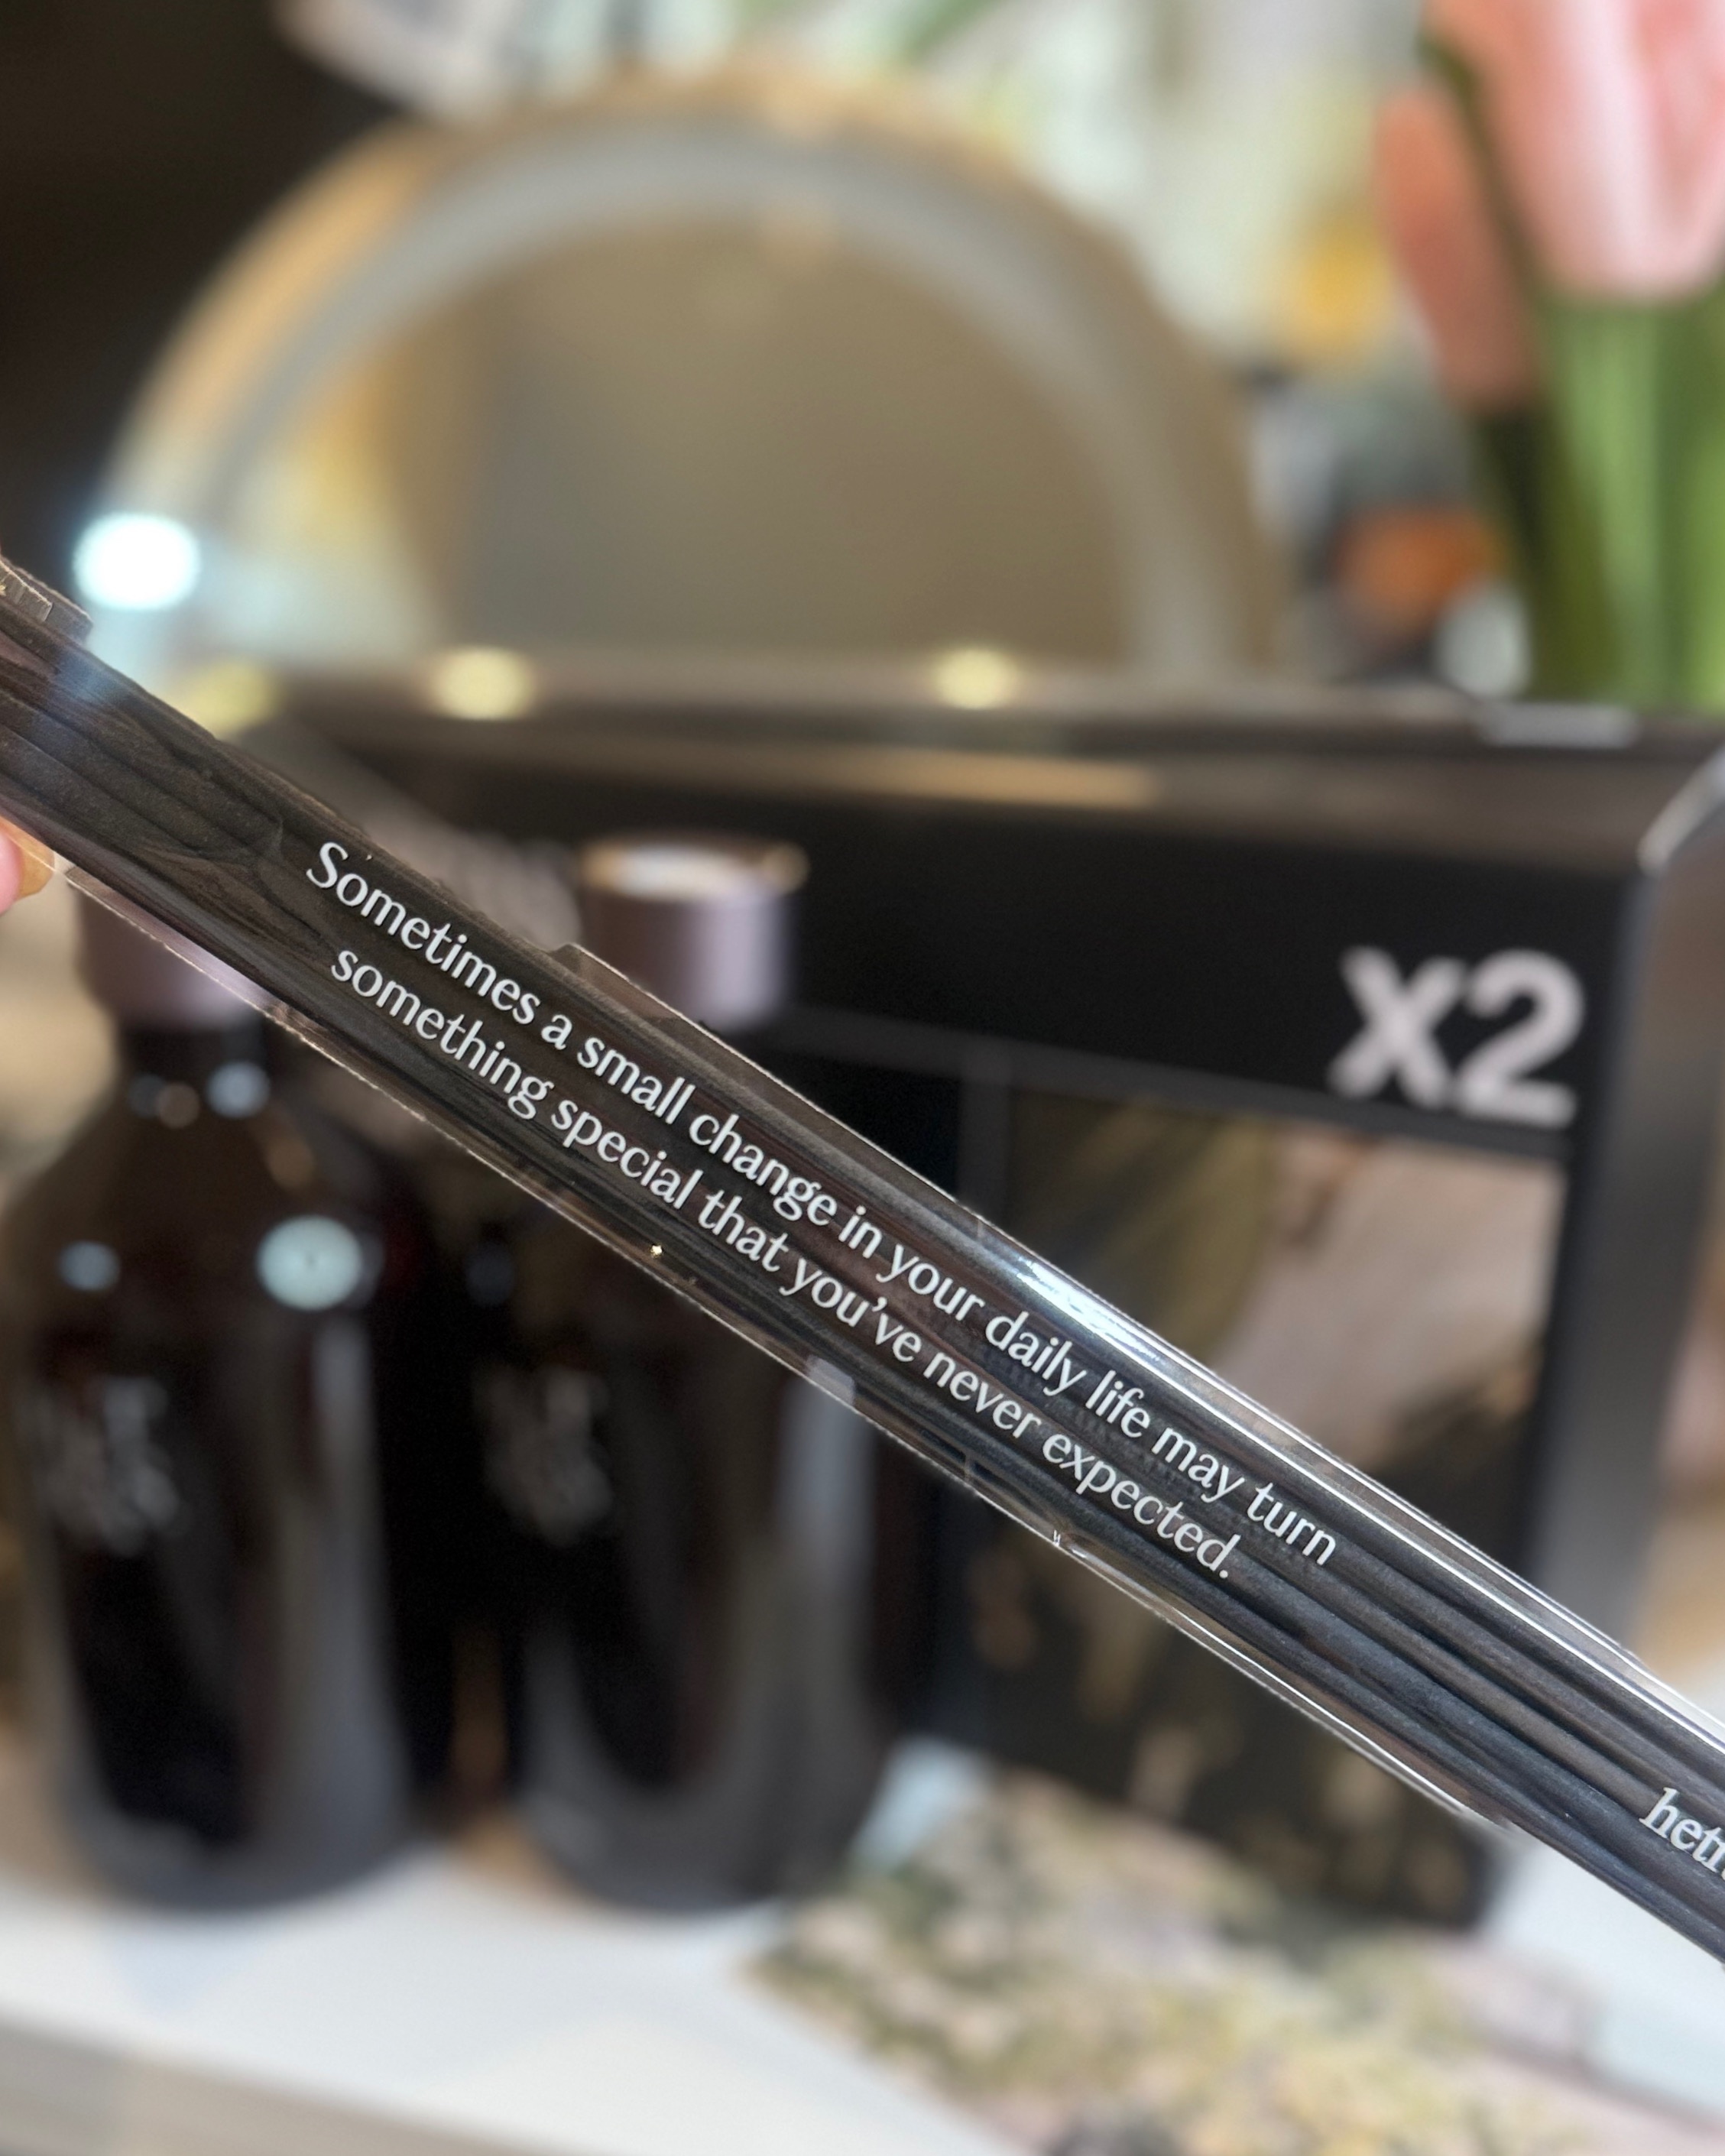 x2
Sometimes a small change in your daily life may turn
something special that you've never expected.